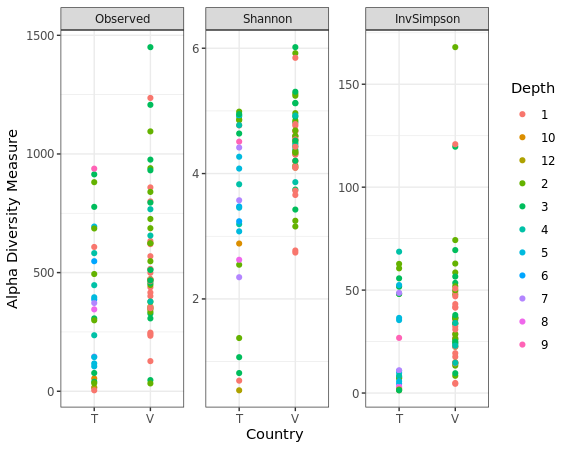 Observed
Shannon
InvSimpson
Alpha Diversity Measure
1500
1000
500
0
6
4
2
150
100
50
0
T V
T V
T V
Country
Depth
1
10
12
2
3
4
5
6
7
8
9